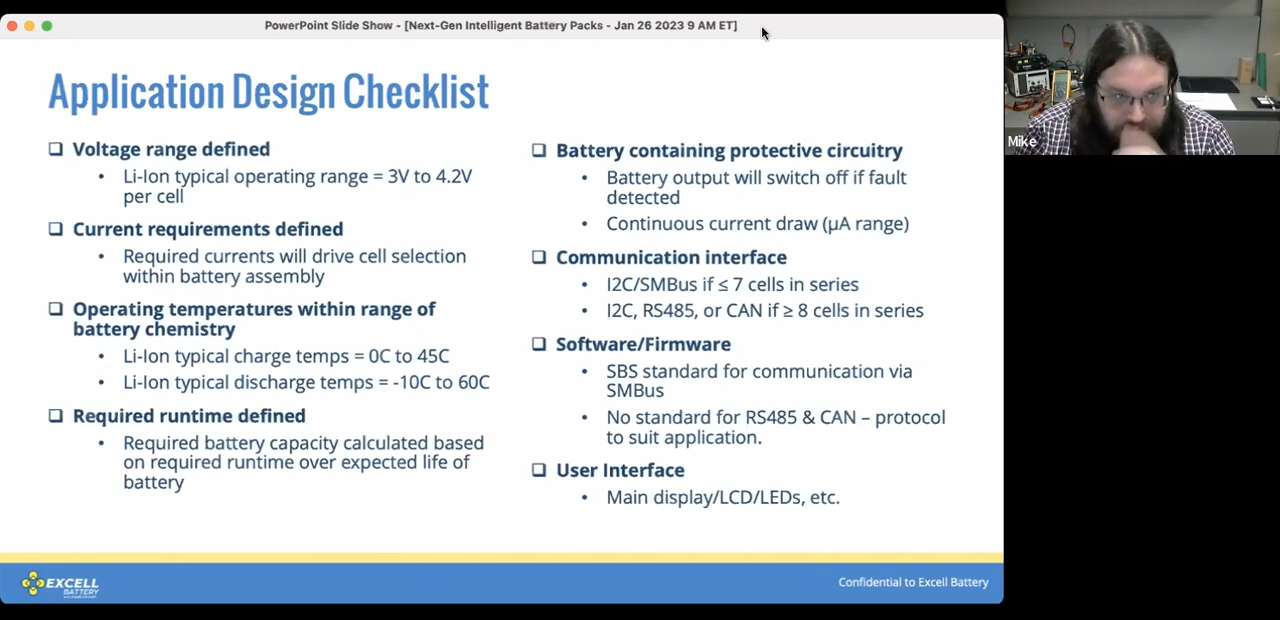 PowerPoint Slide Show - [Next-Gen Intelligent Battery Packs - Jan 26 2023 9 AM ET]
Application Design Checklist
❑ Voltage range defined
• Li-Ion typical operating range = 3V to 4.2V
per cell
❑ Current requirements defined
• Required currents will drive cell selection
within battery assembly
❑ Operating temperatures within range of
battery chemistry
• Li-Ion typical charge temps = 0C to 45C
• Li-Ion typical discharge temps = -10C to 60C
❑ Required runtime defined
• Required battery capacity calculated based
on required runtime over expected life of
battery
❑ Battery containing protective circuitry
• Battery output will switch off if fault
detected
• Continuous current draw (µA range)
❑ Communication interface
• I2C/SMBus if ≤ 7 cells in series
• I2C, RS485, or CAN if ≥ 8 cells in series
❑ Software/Firmware
• SBS standard for communication via
SMBus
• No standard for RS485 & CAN – protocol
to suit application.
❑ User Interface
• Main display/LCD/LEDs, etc.
Mike
EXCELL
BATTERY
Confidential to Excell Battery